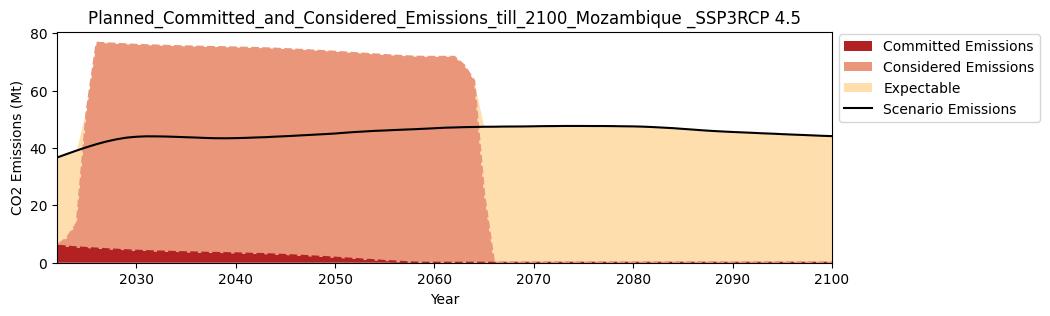 Planned_Committed_and_Considered_Emissions_till_2100_Mozambique _SSP3RCP 4.5
CO2 Emissions (Mt)
80
60
40
20
0
2030 2040 2050 2060 2070 2080 2090 2100
Year
Committed Emissions
Considered Emissions
Expectable
Scenario Emissions